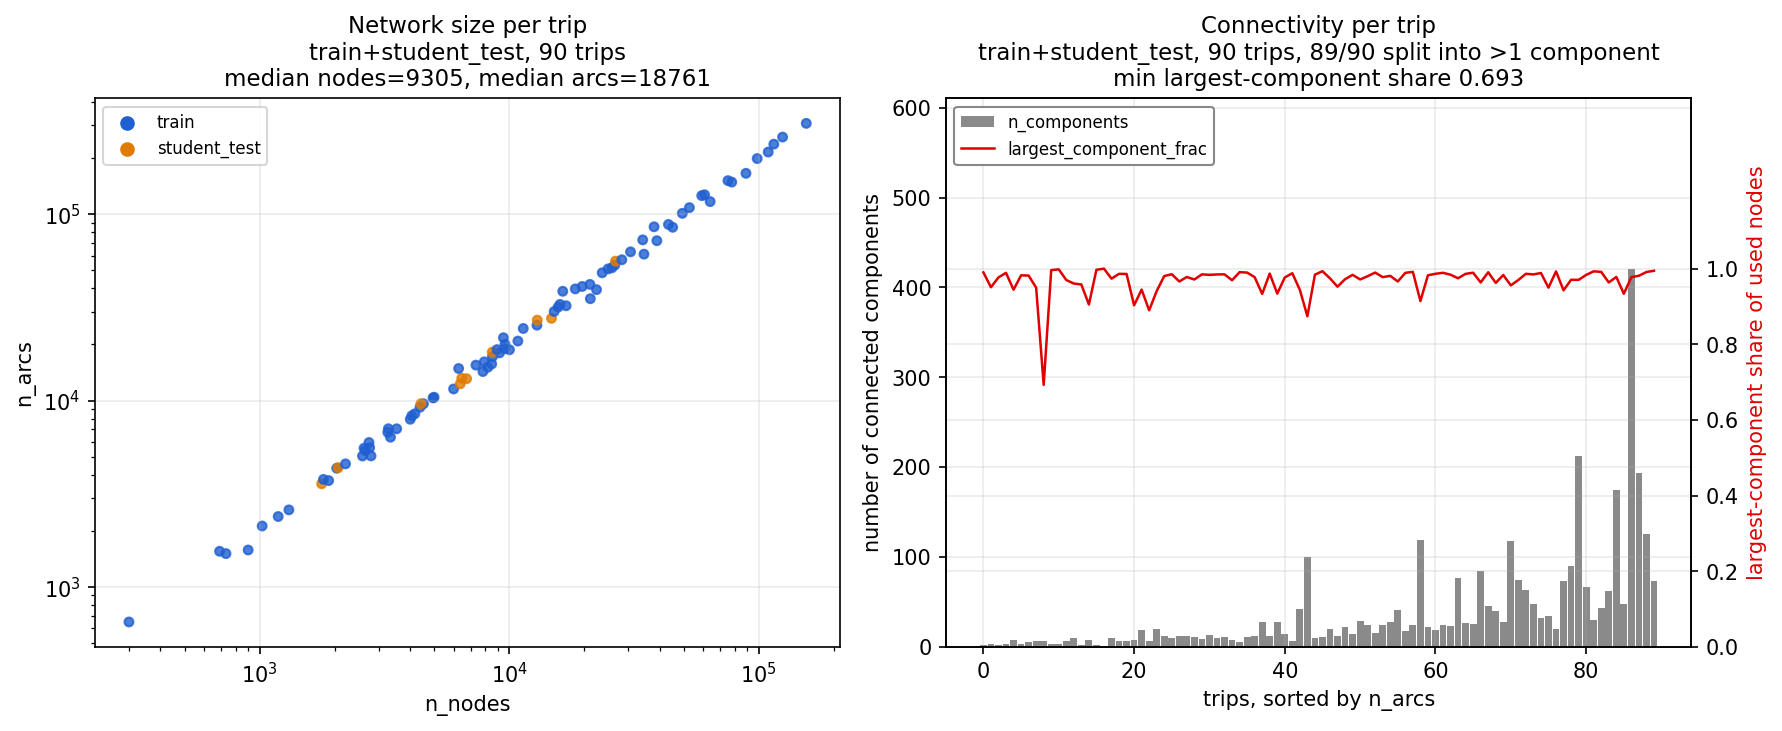 Network size per trip
train+student_test, 90 trips
median nodes=9305, median arcs=18761
train
student_test
n_arcs
10^5
10^4
10^3
10^3
10^4
10^5
n_nodes
Connectivity per trip
train+student_test, 90 trips, 89/90 split into >1 component
min largest-component share 0.693
n_components
largest_component_frac
number of connected components
600
500
400
300
200
100
0
0
20
40
60
80
trips, sorted by n_arcs
1.0
0.8
0.6
0.4
0.2
0.0
largest-component share of used nodes